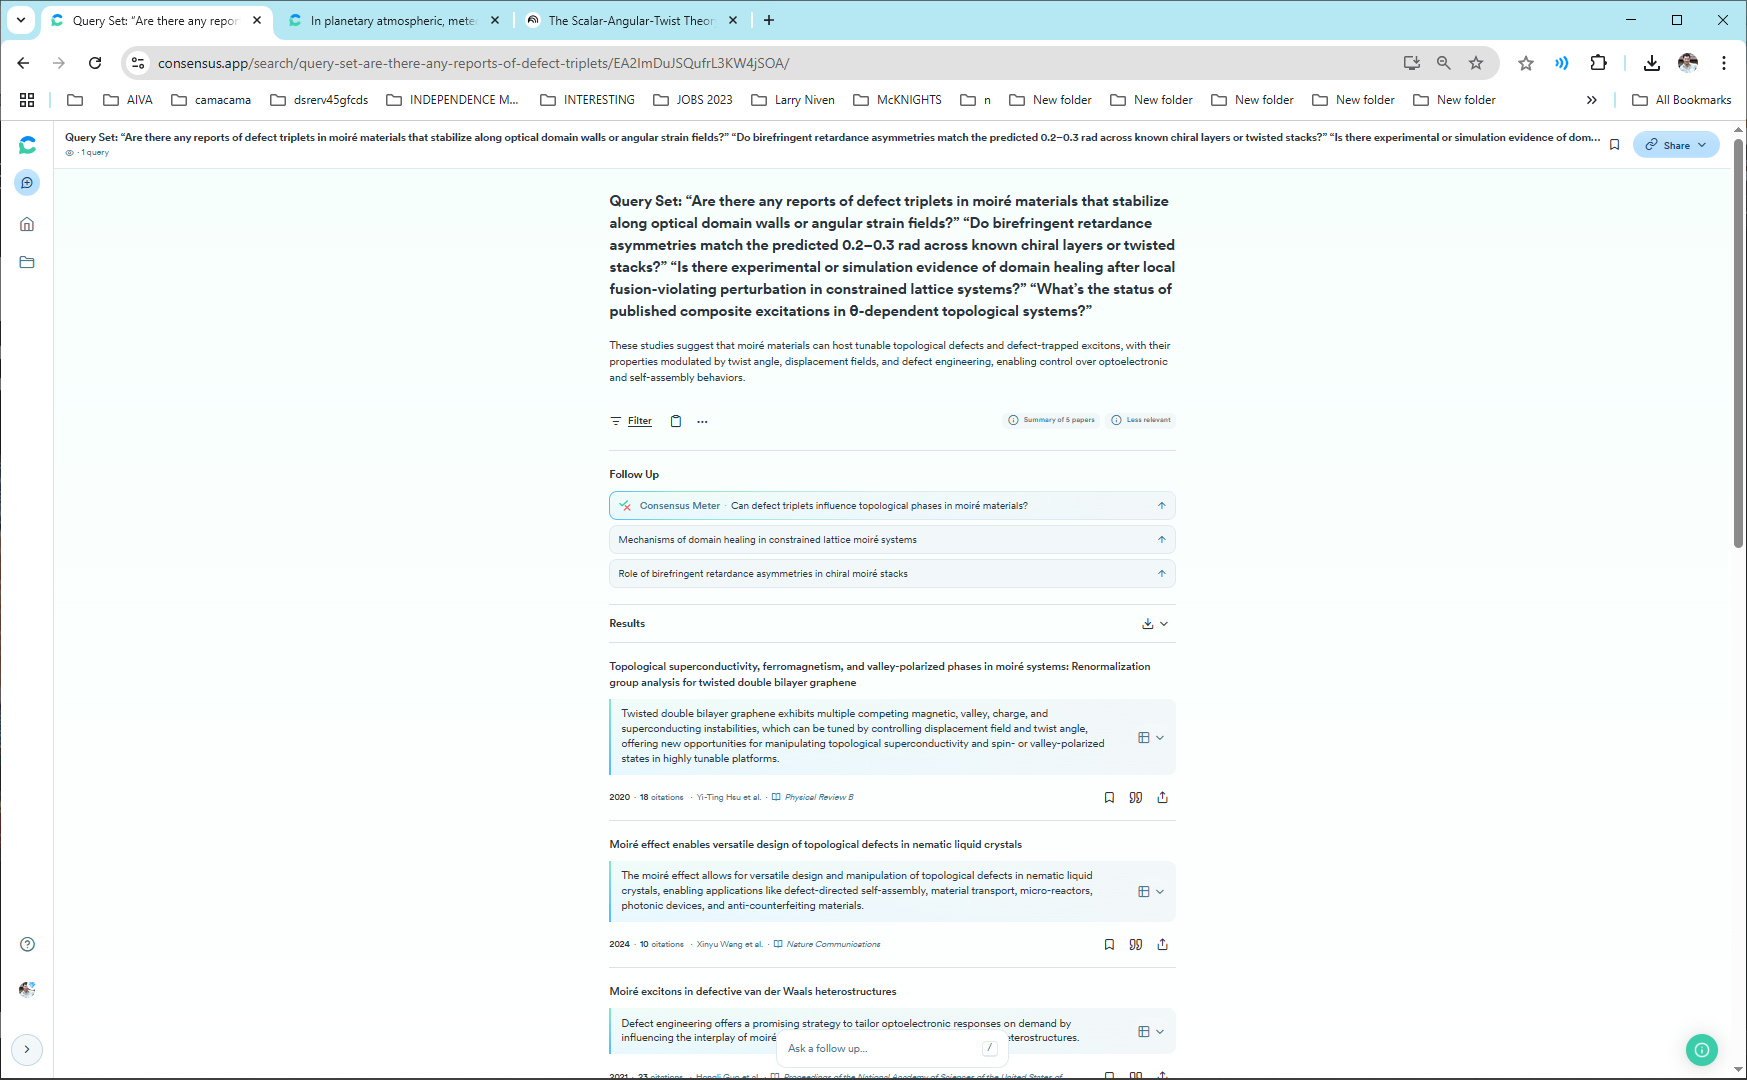 Query Set: “Are there any repor
In planetary atmospheric, mete
The Scalar-Angular-Twist Theor
consensus.app/search/query-set-are-there-any-reports-of-defect-triplets/EA2ImDuJSQufrL3KW4jSOA/
AIVA
camacama
dsrerv45gfcds
INDEPENDENCE M...
INTERESTING
JOBS 2023
Larry Niven
McKNIGHTS
n
New folder
New folder
New folder
New folder
New folder
All Bookmarks
Query Set: “Are there any reports of defect triplets in moiré materials that stabilize along optical domain walls or angular strain fields?” “Do birefringent retardance asymmetries match the predicted 0.2–0.3 rad across known chiral layers or twisted stacks?” “Is there experimental or simulation evidence of dom...
· 1 query
Share
Query Set: “Are there any reports of defect triplets in moiré materials that stabilize
along optical domain walls or angular strain fields?” “Do birefringent retardance
asymmetries match the predicted 0.2–0.3 rad across known chiral layers or twisted
stacks?” “Is there experimental or simulation evidence of domain healing after local
fusion-violating perturbation in constrained lattice systems?” “What’s the status of
published composite excitations in θ-dependent topological systems?”
These studies suggest that moiré materials can host tunable topological defects and defect-trapped excitons, with their
properties modulated by twist angle, displacement fields, and defect engineering, enabling control over optoelectronic
and self-assembly behaviors.
Filter
Summary of 5 papers
Less relevant
Follow Up
Consensus Meter · Can defect triplets influence topological phases in moiré materials?
Mechanisms of domain healing in constrained lattice moiré systems
Role of birefringent retardance asymmetries in chiral moiré stacks
Results
Topological superconductivity, ferromagnetism, and valley-polarized phases in moiré systems: Renormalization
group analysis for twisted double bilayer graphene
Twisted double bilayer graphene exhibits multiple competing magnetic, valley, charge, and
superconducting instabilities, which can be tuned by controlling displacement field and twist angle,
offering new opportunities for manipulating topological superconductivity and spin- or valley-polarized
states in highly tunable platforms.
2020 · 18 citations · Yi-Ting Hsu et al. · Physical Review B
Moiré effect enables versatile design of topological defects in nematic liquid crystals
The moiré effect allows for versatile design and manipulation of topological defects in nematic liquid
crystals, enabling applications like defect-directed self-assembly, material transport, micro-reactors,
photonic devices, and anti-counterfeiting materials.
2024 · 10 citations · Xinyu Wang et al. · Nature Communications
Moiré excitons in defective van der Waals heterostructures
Defect engineering offers a promising strategy to tailor optoelectronic responses on demand by
influencing the interplay of moiré
eterostructures.
Ask a follow up...
/
2021 · 23 citations · Hongli Guo et al. · Proceedings of the National Academy of Sciences of the United States of